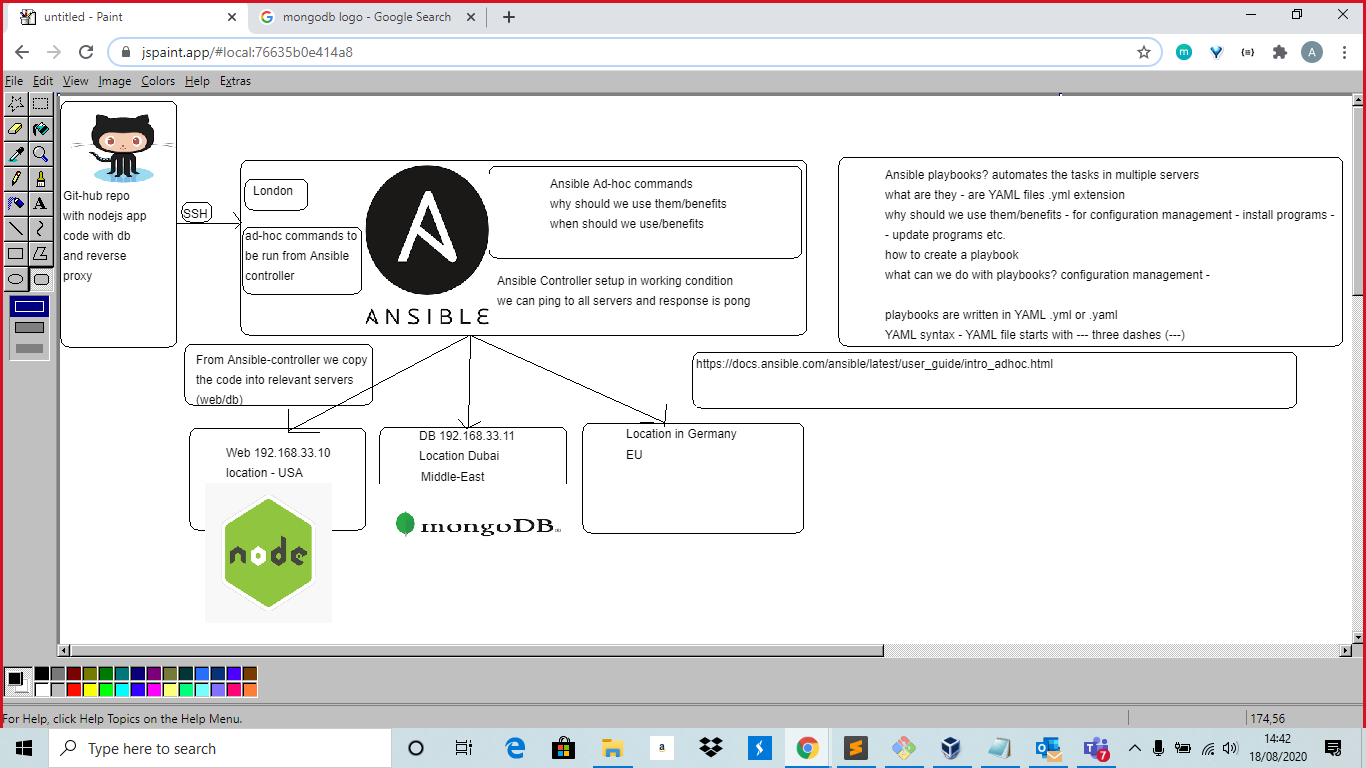 untitled - Paint
mongodb logo - Google Search
jspaint.app/#local:76635b0e414a8
m
A
File Edit View Image Colors Help Extras
Git-hub repo
with nodejs app
code with db
and reverse
proxy
SSH
London
ad-hoc commands to
be run from Ansible
controller
ANSIBLE
Ansible Ad-hoc commands
why should we use them/benefits
when should we use/benefits
Ansible Controller setup in working condition
we can ping to all servers and response is pong
Ansible playbooks? automates the tasks in multiple servers
what are they - are YAML files .yml extension
why should we use them/benefits - for configuration management - install programs -
- update programs etc.
how to create a playbook
what can we do with playbooks? configuration management -
playbooks are written in YAML .yml or .yaml
YAML syntax - YAML file starts with --- three dashes (---)
https://docs.ansible.com/ansible/latest/user_guide/intro_adhoc.html
From Ansible-controller we copy
the code into relevant servers
(web/db)
Web 192.168.33.10
location - USA
node
DB 192.168.33.11
Location Dubai
Middle-East
mongoDB
Location in Germany
EU
For Help, click Help Topics on the Help Menu.
174,56
Type here to search
a
7
14:42
18/08/2020